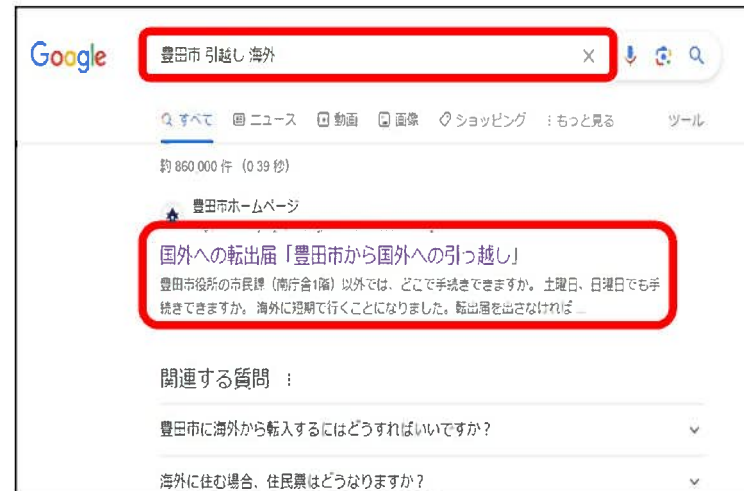 Google
豊田市 引越し 海外
すべて ニュース 動画 画像 ショッピング もっと見る ツール
約 860,000 件 (0.39 秒)
豊田市ホームページ
国外への転出届「豊田市から国外への引っ越し」
豊田市役所の市民課(南庁舎1階)以外では、どこで手続きできますか。 土曜日、日曜日でも手
続きできますか。 海外に短期で行くことになりました。転出届を出さなければ ...
関連する質問
豊田市に海外から転入するにはどうすればいいですか?
海外に住む場合、住民票はどうなりますか?